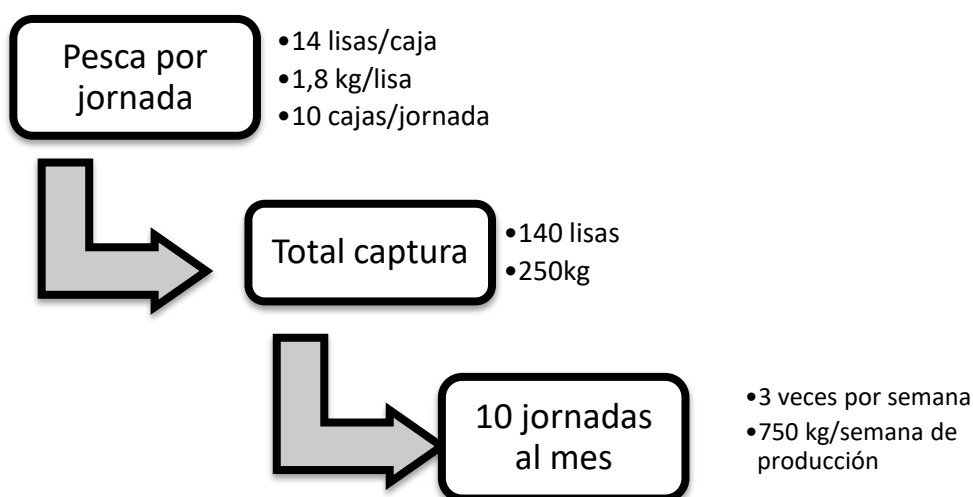 Pesca por
jornada
•14 lisas/caja
•1,8 kg/lisa
•10 cajas/jornada
Total captura
•140 lisas
•250kg
10 jornadas
al mes
•3 veces por semana
•750 kg/semana de
producción